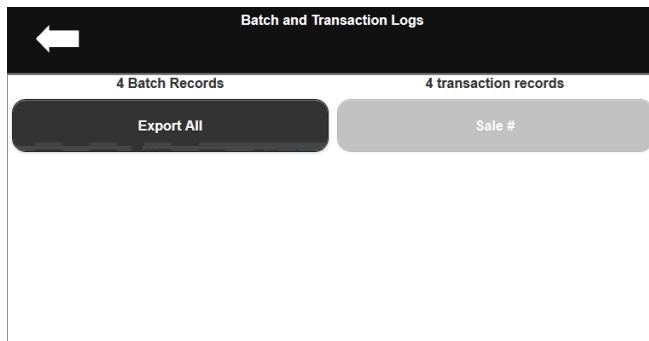 Batch and Transaction Logs
4 Batch Records
4 transaction records
Export All
Sale #